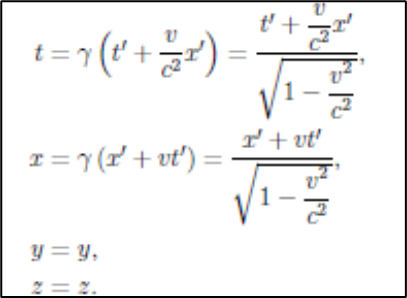 t = γ (t′ + v/c² x′) = (t′ + v/c² x′)/√(1 − v²/c²),
x = γ (x′ + vt′) = (x′ + vt′)/√(1 − v²/c²),
y = y,
z = z.